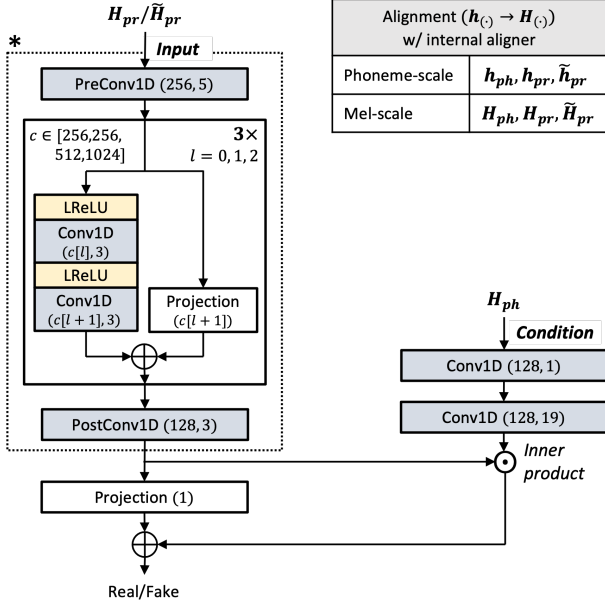 H_pr/H̃_pr
*
Input
PreConv1D (256, 5)
c ∈ [256,256,
512,1024]
3×
l = 0, 1, 2
LReLU
Conv1D
(c[l], 3)
LReLU
Conv1D
(c[l + 1], 3)
Projection
(c[l + 1])
PostConv1D (128, 3)
Projection (1)
Real/Fake
Alignment (h_(·) → H_(·))
w/ internal aligner
Phoneme-scale
h_ph, h_pr, h̃_pr
Mel-scale
H_ph, H_pr, H̃_pr
H_ph
Condition
Conv1D (128, 1)
Conv1D (128, 19)
Inner
product